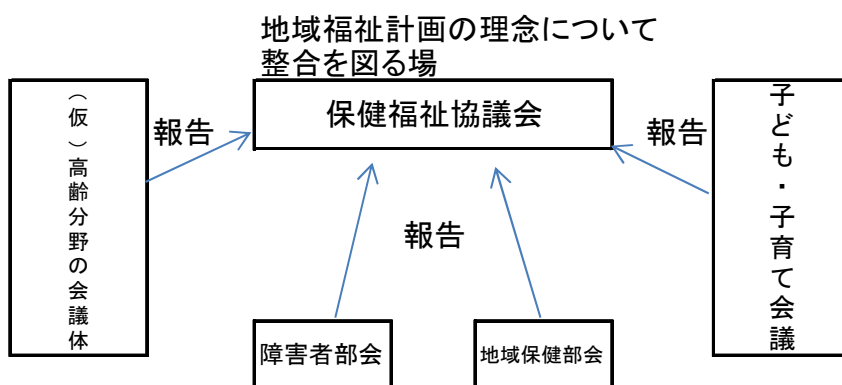 地域福祉計画の理念について
整合を図る場
保健福祉協議会
（仮）高齢分野の会議体
報告
報告
子ども・子育て会議
報告
障害者部会
地域保健部会